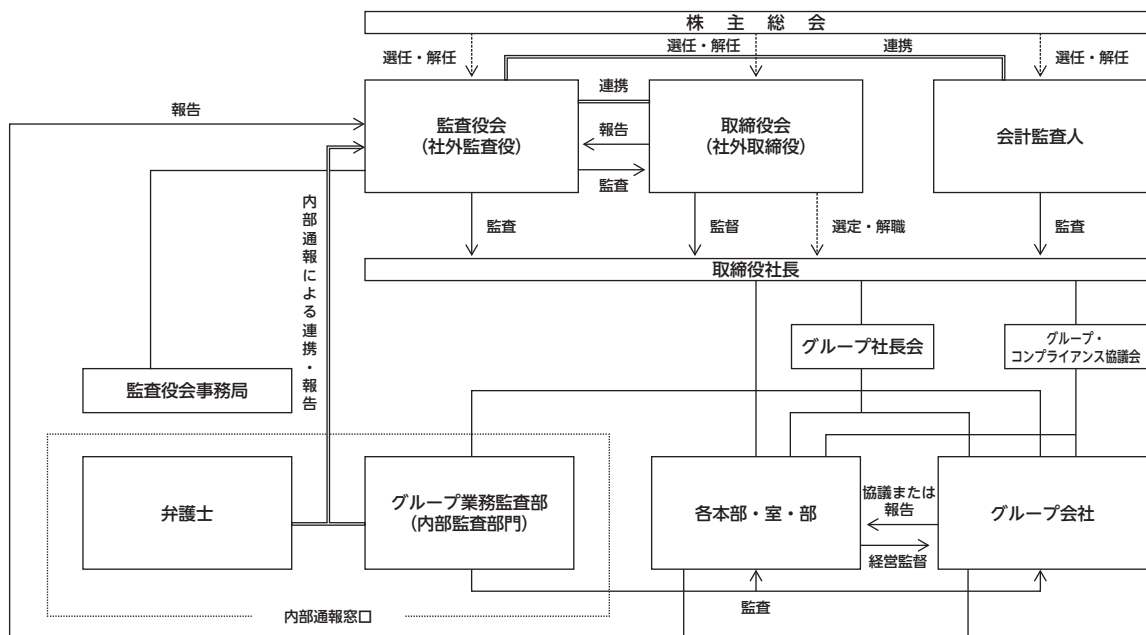 株主総会
選任・解任
選任・解任
連携
選任・解任
報告
連携
監査役会
(社外監査役)
報告
監査
取締役会
(社外取締役)
会計監査人
監査
監督
選定・解職
監査
内部通報による連携・報告
取締役社長
グループ社長会
グループ・
コンプライアンス協議会
監査役会事務局
弁護士
グループ業務監査部
(内部監査部門)
各本部・室・部
協議または
報告
経営監督
グループ会社
監査
内部通報窓口